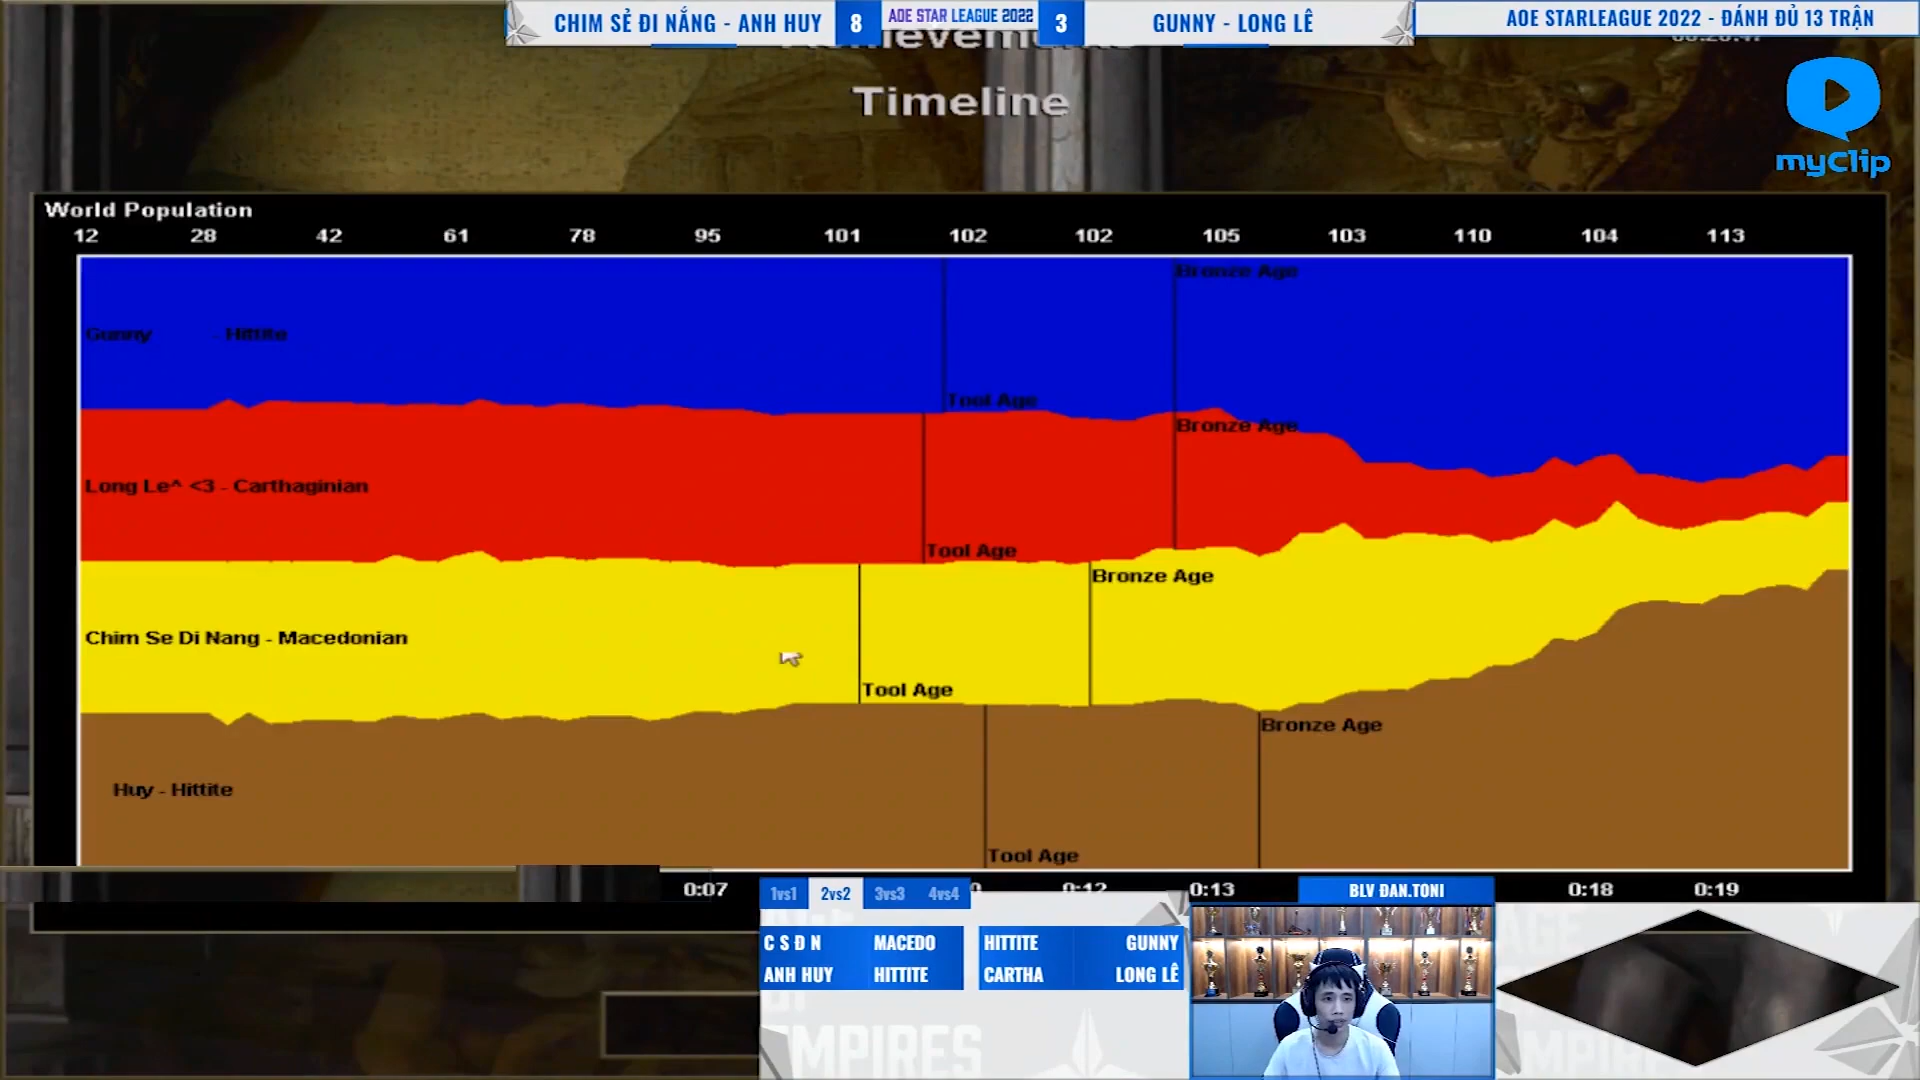 CHIM SẺ ĐI NẮNG - ANH HUY 8 AOE STAR LEAGUE 2022 3 GUNNY - LONG LÊ AOE STARLEAGUE 2022 - ĐÁNH ĐỦ 13 TRẬN
Achievements
Timeline
myClip
World Population
12 28 42 61 78 95 101 102 102 105 103 110 104 113
Bronze Age
Gunny - Hittite
Tool Age
Bronze Age
Long Le^ <3 - Carthaginian
Tool Age
Bronze Age
Chim Se Di Nang - Macedonian
Tool Age
Bronze Age
Huy - Hittite
Tool Age
0:07 0:12 0:13 0:18 0:19
1vs1 2vs2 3vs3 4vs4
BLV ĐAN.TONI
C S Đ N MACEDO HITTITE GUNNY
ANH HUY HITTITE CARTHA LONG LÊ